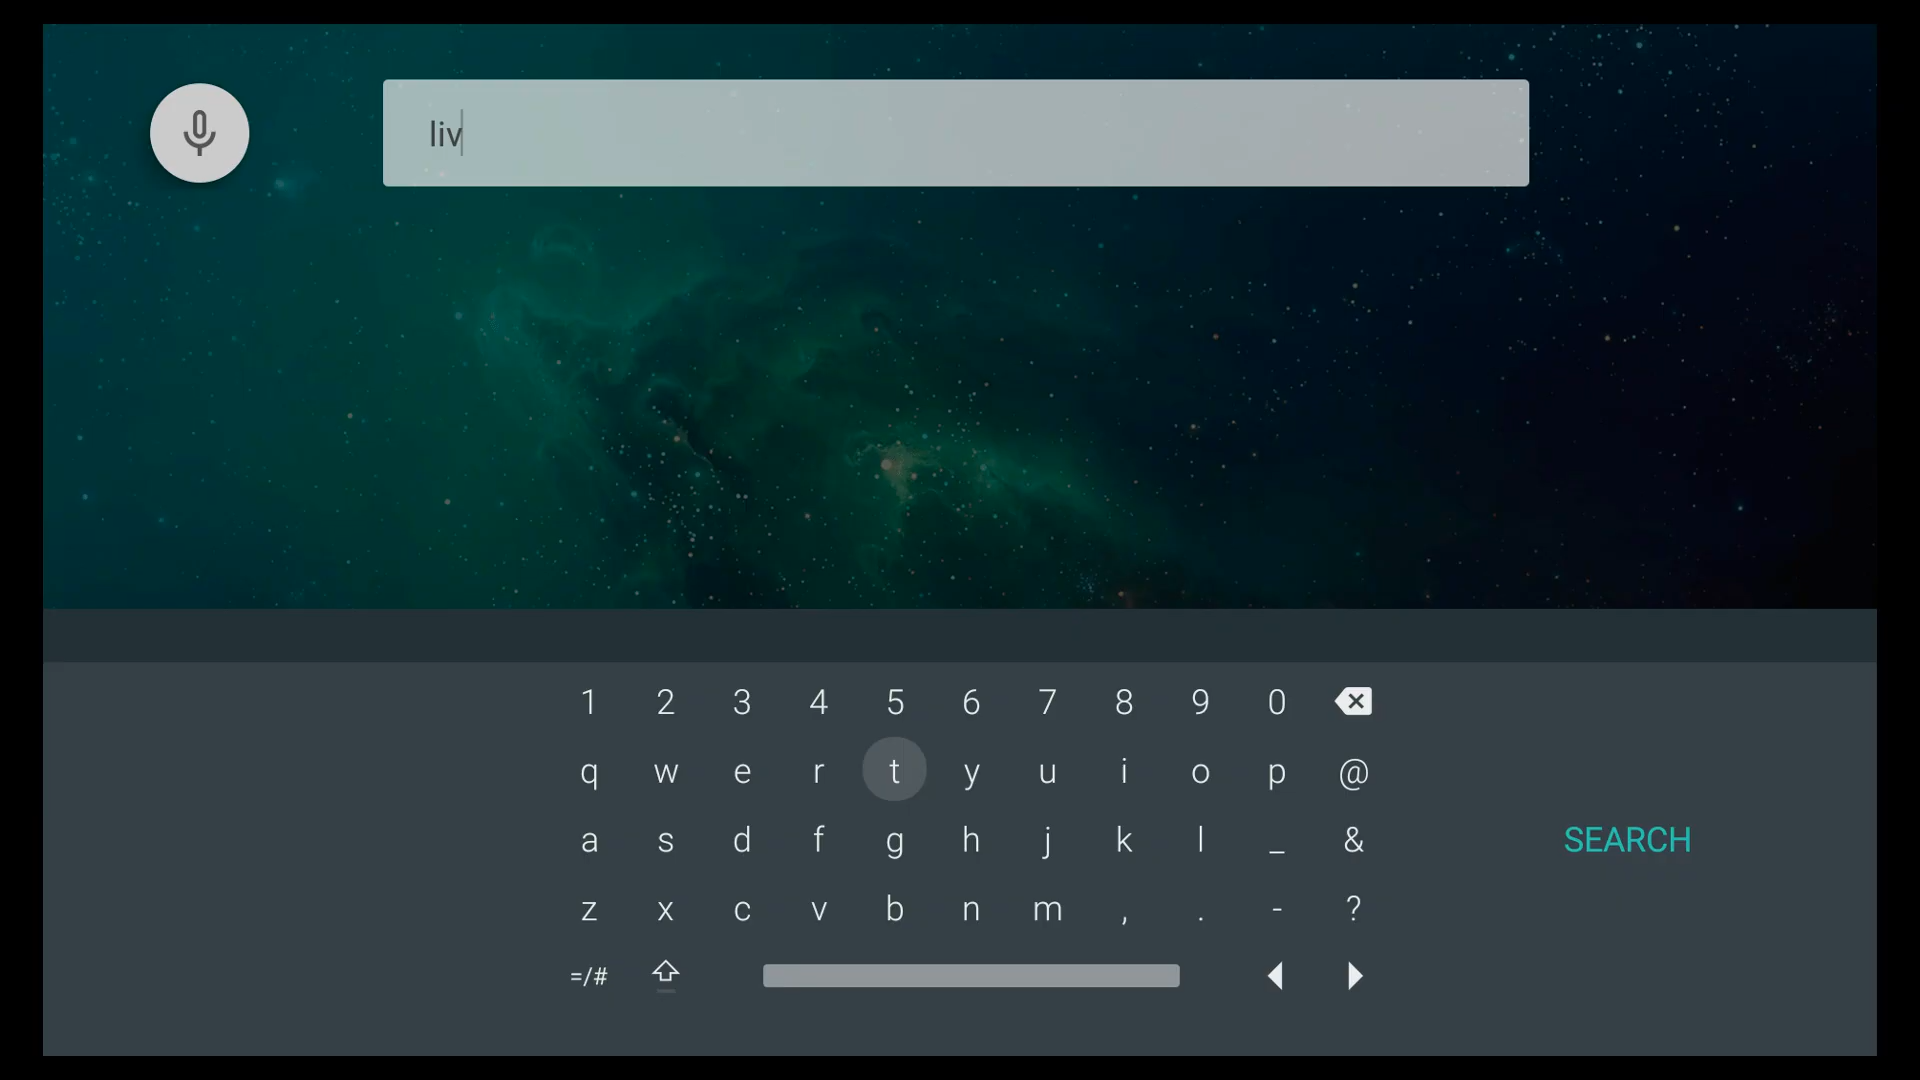 liv
1 2 3 4 5 6 7 8 9 0
q w e r t y u i o p @
a s d f g h j k l _ &
SEARCH
z x c v b n m , . - ?
=/#